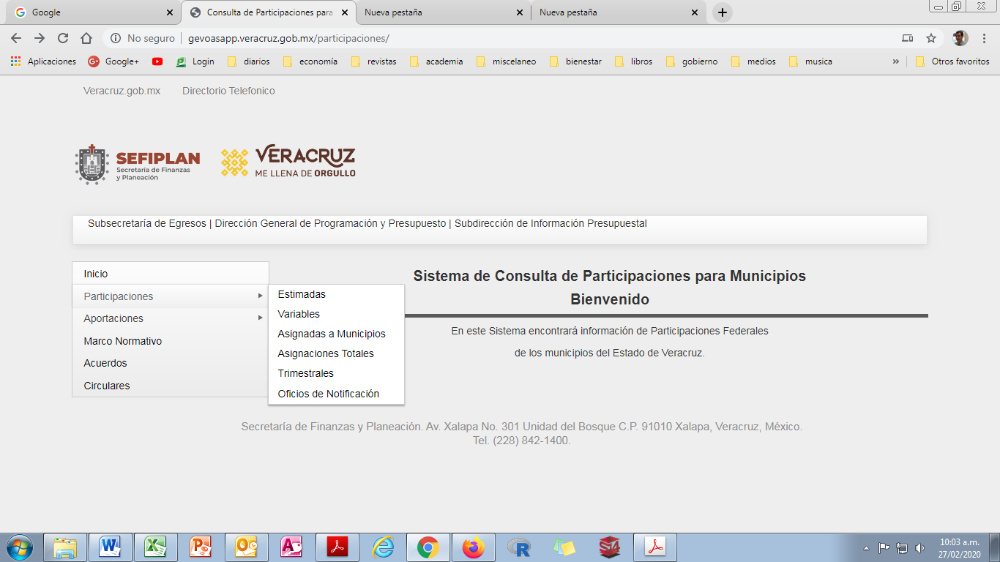 Google
Consulta de Participaciones para
Nueva pestaña
Nueva pestaña
No seguro
gevoasapp.veracruz.gob.mx/participaciones/
Aplicaciones
Google+
Login
diarios
economía
revistas
academia
miscelaneo
bienestar
libros
gobierno
medios
musica
»
Otros favoritos
Veracruz.gob.mx
Directorio Telefonico
SEFIPLAN
Secretaría de Finanzas
y Planeación
VERACRUZ
ME LLENA DE ORGULLO
Subsecretaría de Egresos | Dirección General de Programación y Presupuesto | Subdirección de Información Presupuestal
Inicio
Participaciones
Aportaciones
Marco Normativo
Acuerdos
Circulares
Estimadas
Variables
Asignadas a Municipios
Asignaciones Totales
Trimestrales
Oficios de Notificación
Sistema de Consulta de Participaciones para Municipios
Bienvenido
En este Sistema encontrará información de Participaciones Federales
de los municipios del Estado de Veracruz.
Secretaría de Finanzas y Planeación. Av. Xalapa No. 301 Unidad del Bosque C.P. 91010 Xalapa, Veracruz, México.
Tel. (228) 842-1400.
10:03 a.m.
27/02/2020